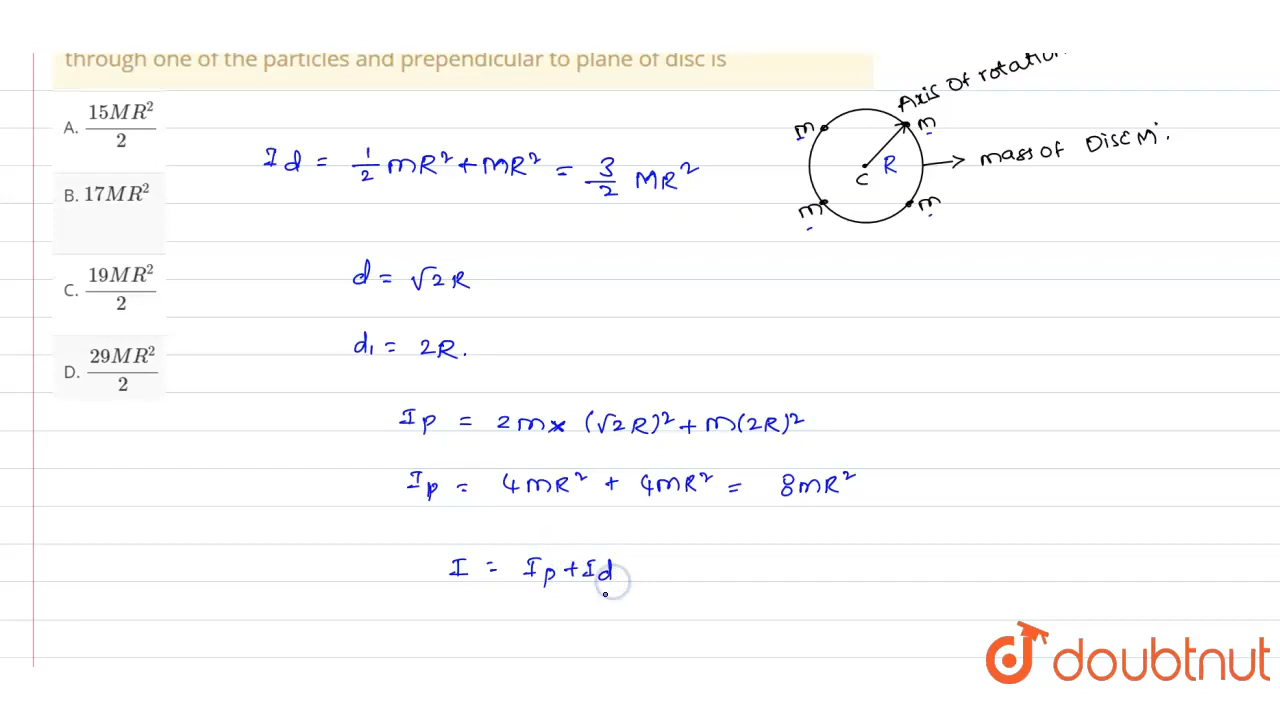 through one of the particles and prependicular to plane of disc is
A. 15MR²/2
B. 17MR²
C. 19MR²/2
D. 29MR²/2
Axis of rotation
m
m
C
R
mass of Disc M.
m
m
Id = 1/2 MR² + MR² = 3/2 MR²
d = √2R
d₁ = 2R.
Ip = 2m× (√2R)² + m(2R)²
Ip = 4mR² + 4mR² = 8mR²
I = Ip + Id
doubtnut